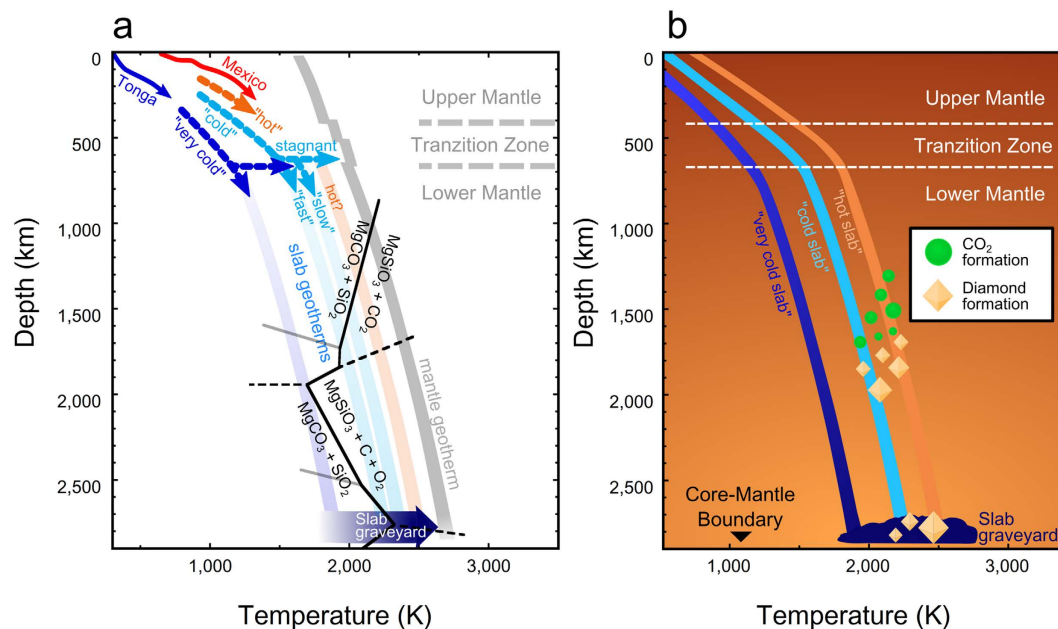 a
0
500
1,000
1,500
2,000
2,500
Depth (km)
1,000
2,000
3,000
Temperature (K)
Tonga
Mexico
"hot"
"cold"
"very cold"
stagnant
"fast"
"slow"
hot?
Upper Mantle
Tranzition Zone
Lower Mantle
MgCO₃ + SiO₂
MgSiO₃ + CO₂
slab geotherms
mantle geotherm
MgCO₃ + SiO₂
MgSiO₃ + C + O₂
Slab
graveyard
b
0
500
1,000
1,500
2,000
2,500
Depth (km)
1,000
2,000
3,000
Temperature (K)
Upper Mantle
Tranzition Zone
Lower Mantle
"very cold slab"
"cold slab"
"hot slab"
CO₂
formation
Diamond
formation
Core-Mantle
Boundary
Slab
graveyard